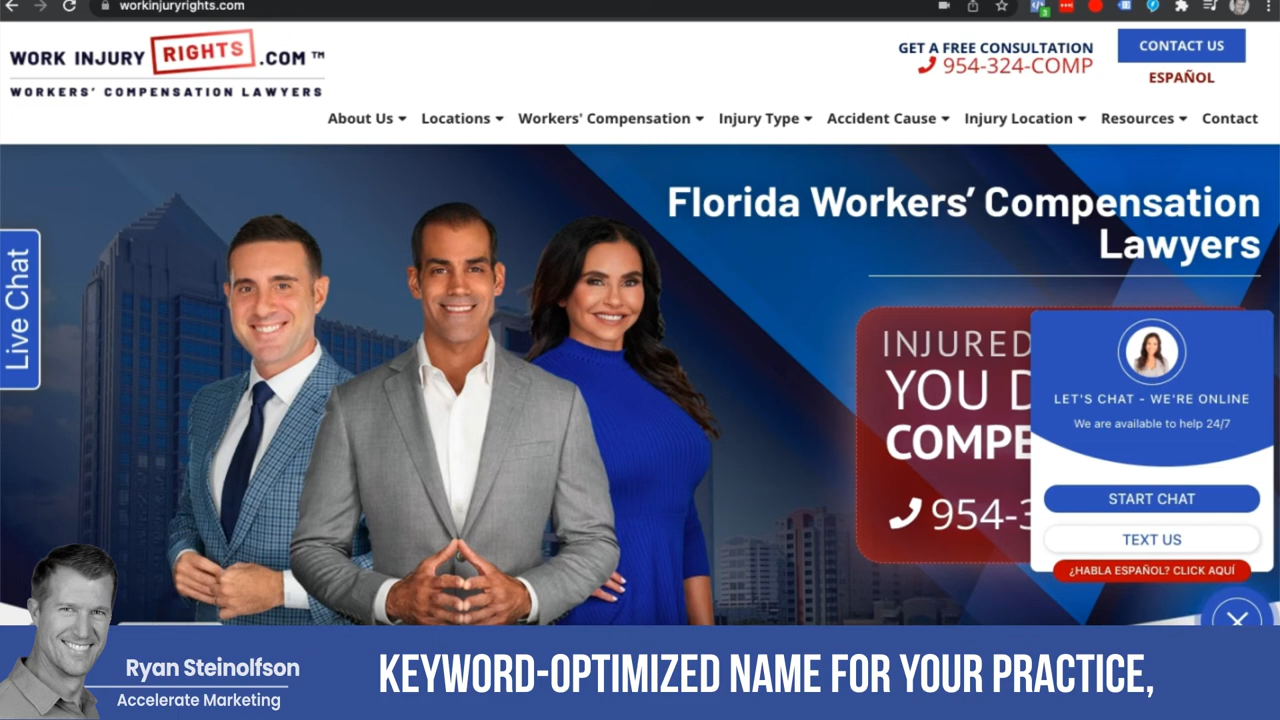 workinjuryrights.com
WORK INJURY RIGHTS .COM ™
WORKERS' COMPENSATION LAWYERS
GET A FREE CONSULTATION
954-324-COMP
CONTACT US
ESPAÑOL
About Us Locations Workers' Compensation Injury Type Accident Cause Injury Location Resources Contact
Live Chat
Florida Workers’ Compensation
Lawyers
INJURED
YOU D
COMPE
954-3
LET'S CHAT - WE'RE ONLINE
We are available to help 24/7
START CHAT
TEXT US
¿HABLA ESPAÑOL? CLICK AQUÍ
Ryan Steinolfson
Accelerate Marketing
KEYWORD-OPTIMIZED NAME FOR YOUR PRACTICE,